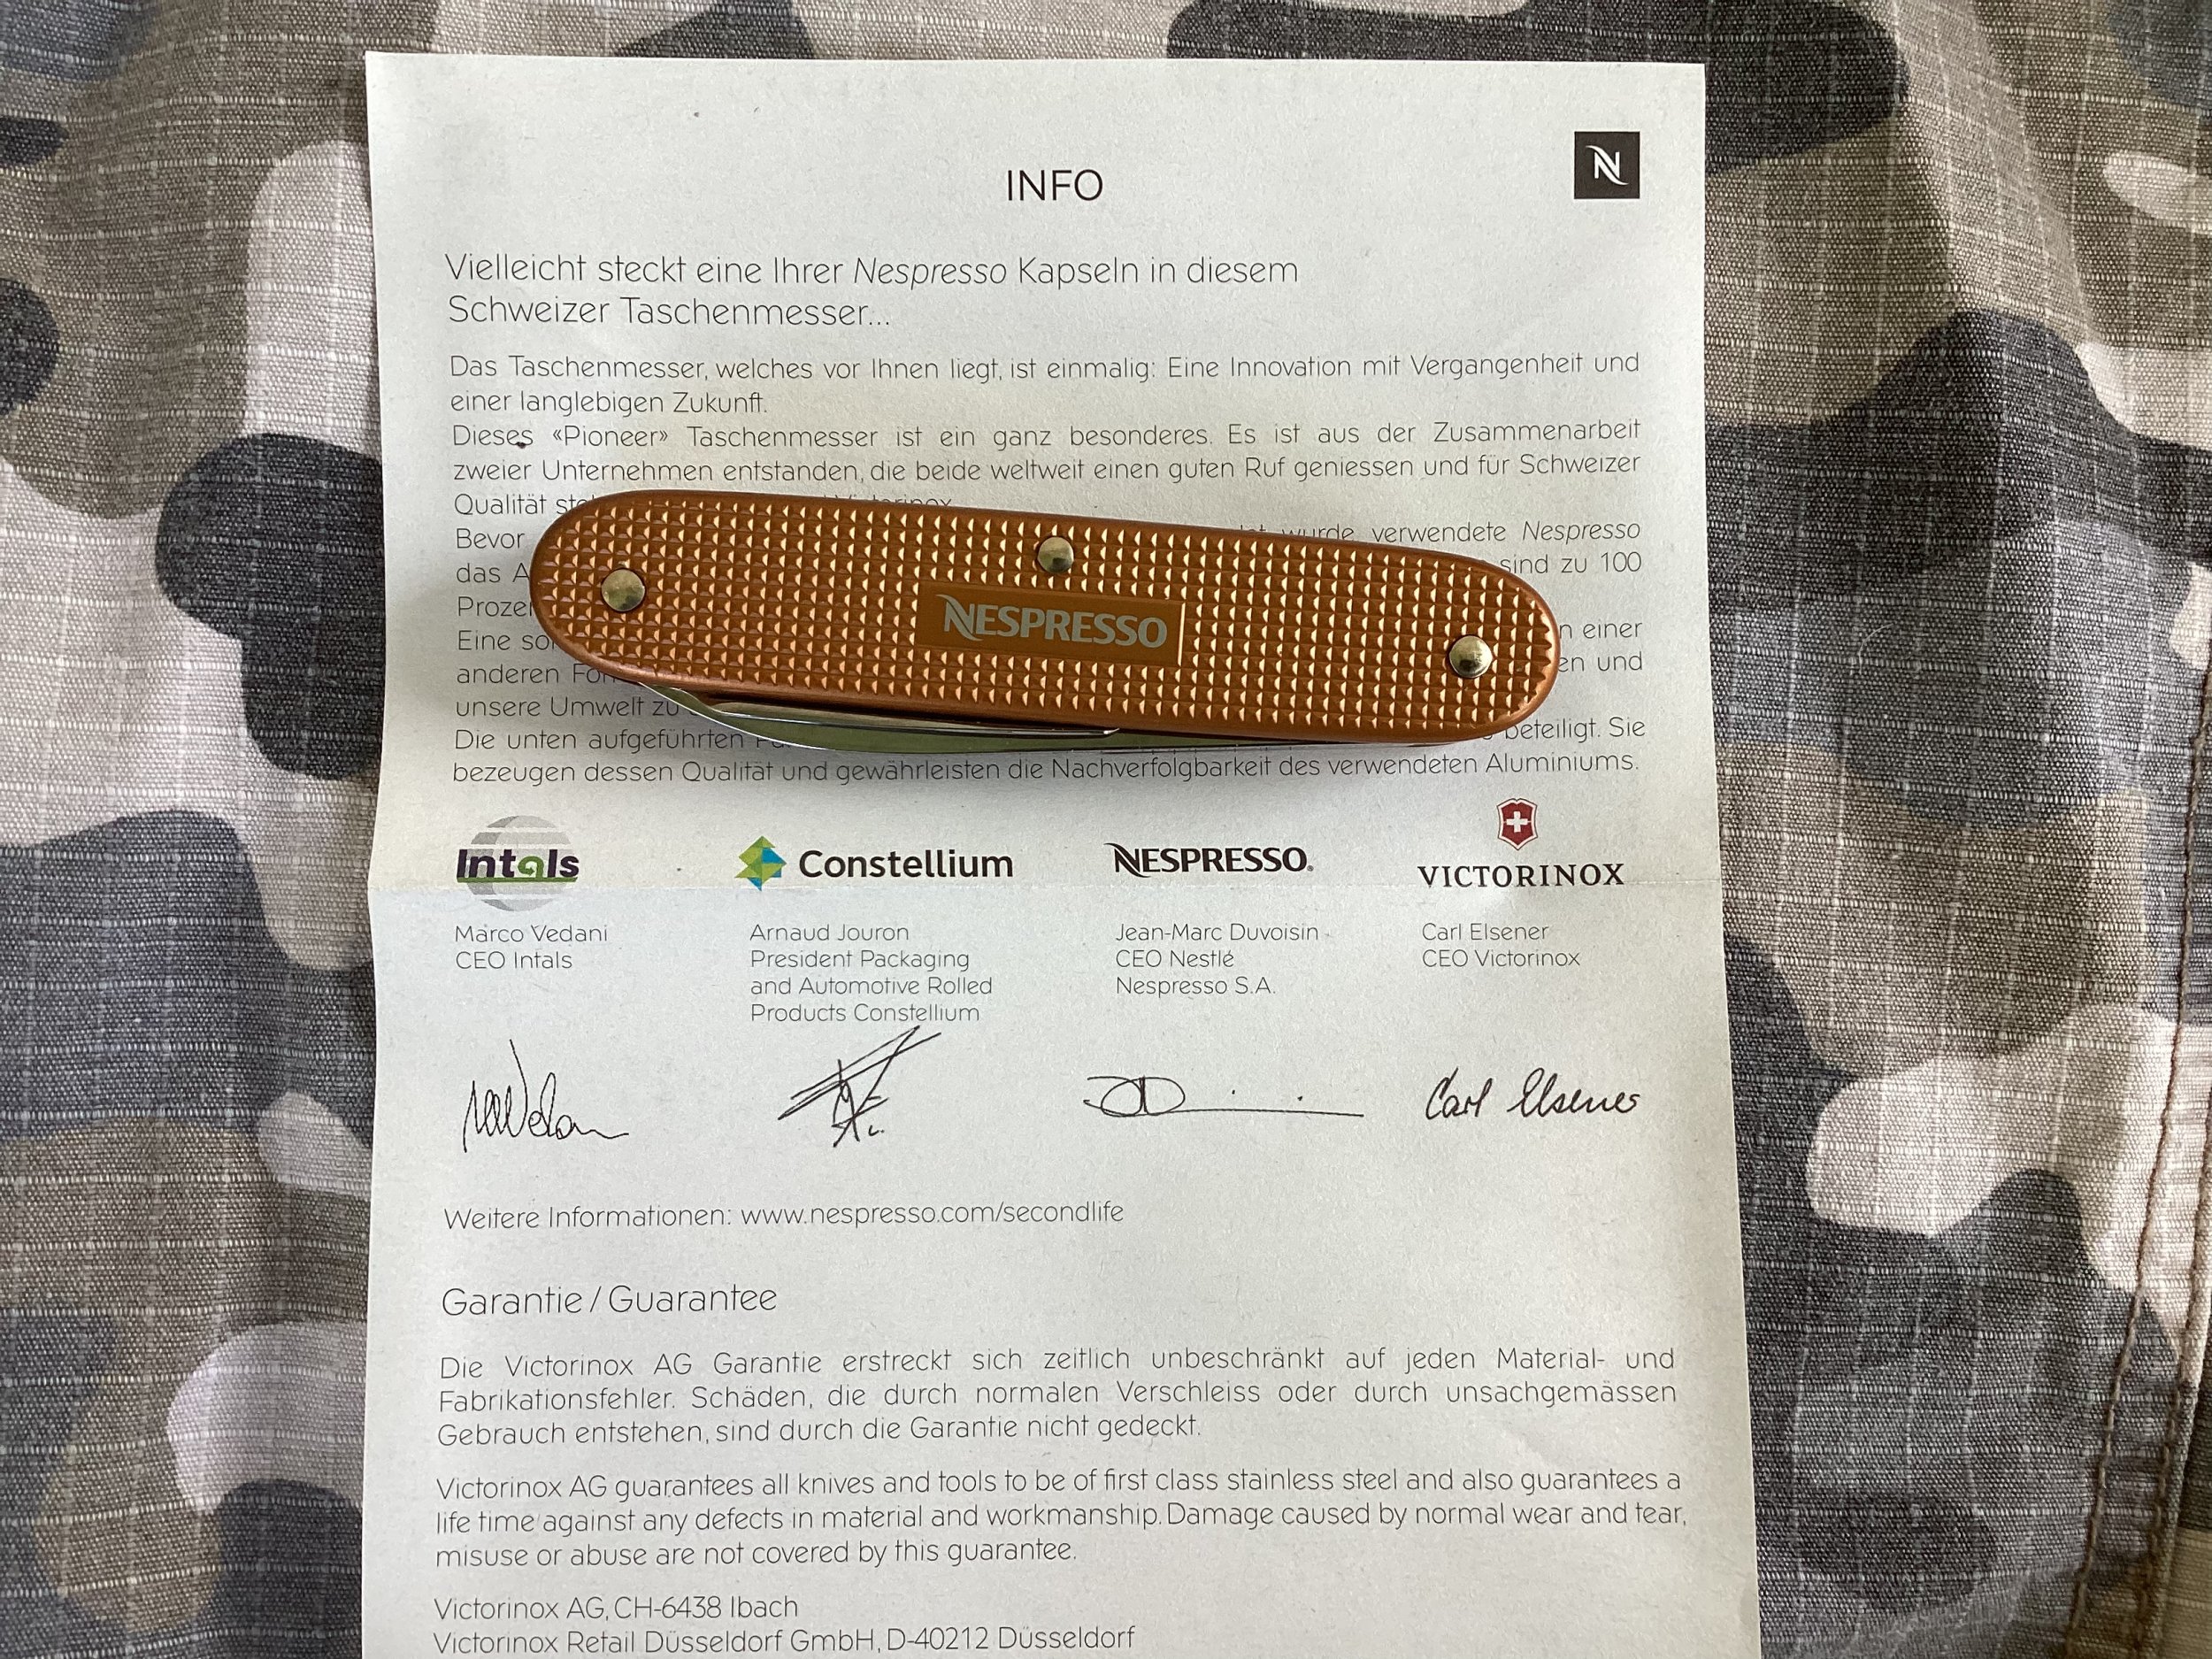 INFO
N
Vielleicht steckt eine Ihrer Nespresso Kapseln in diesem
Schweizer Taschenmesser...
Das Taschenmesser, welches vor Ihnen liegt, ist einmalig: Eine Innovation mit Vergangenheit und
einer langlebigen Zukunft.
Dieses «Pioneer» Taschenmesser ist ein ganz besonderes. Es ist aus der Zusammenarbeit
zweier Unternehmen entstanden, die beide weltweit einen guten Ruf geniessen und für Schweizer
Qualität
Bevor wurde verwendete Nespresso
das sind zu 100
Eine einer
anderen und
unsere Umwelt zu
Die unten aufgeführten beteiligt. Sie
bezeugen dessen Qualität und gewährleisten die Nachverfolgbarkeit des verwendeten Aluminiums.
NESPRESSO
Intals
Constellium
NESPRESSO.
VICTORINOX
Marco Vedani
CEO Intals
Arnaud Jouron
President Packaging
and Automotive Rolled
Products Constellium
Jean-Marc Duvoisin
CEO Nestlé
Nespresso S.A.
Carl Elsener
CEO Victorinox
Carl Elsener
Weitere Informationen: www.nespresso.com/secondlife
Garantie / Guarantee
Die Victorinox AG Garantie erstreckt sich zeitlich unbeschränkt auf jeden Material- und
Fabrikationsfehler. Schäden, die durch normalen Verschleiss oder durch unsachgemässen
Gebrauch entstehen, sind durch die Garantie nicht gedeckt.
Victorinox AG guarantees all knives and tools to be of first class stainless steel and also guarantees a
life time against any defects in material and workmanship. Damage caused by normal wear and tear,
misuse or abuse are not covered by this guarantee.
Victorinox AG, CH-6438 Ibach
Victorinox Retail Düsseldorf GmbH, D-40212 Düsseldorf